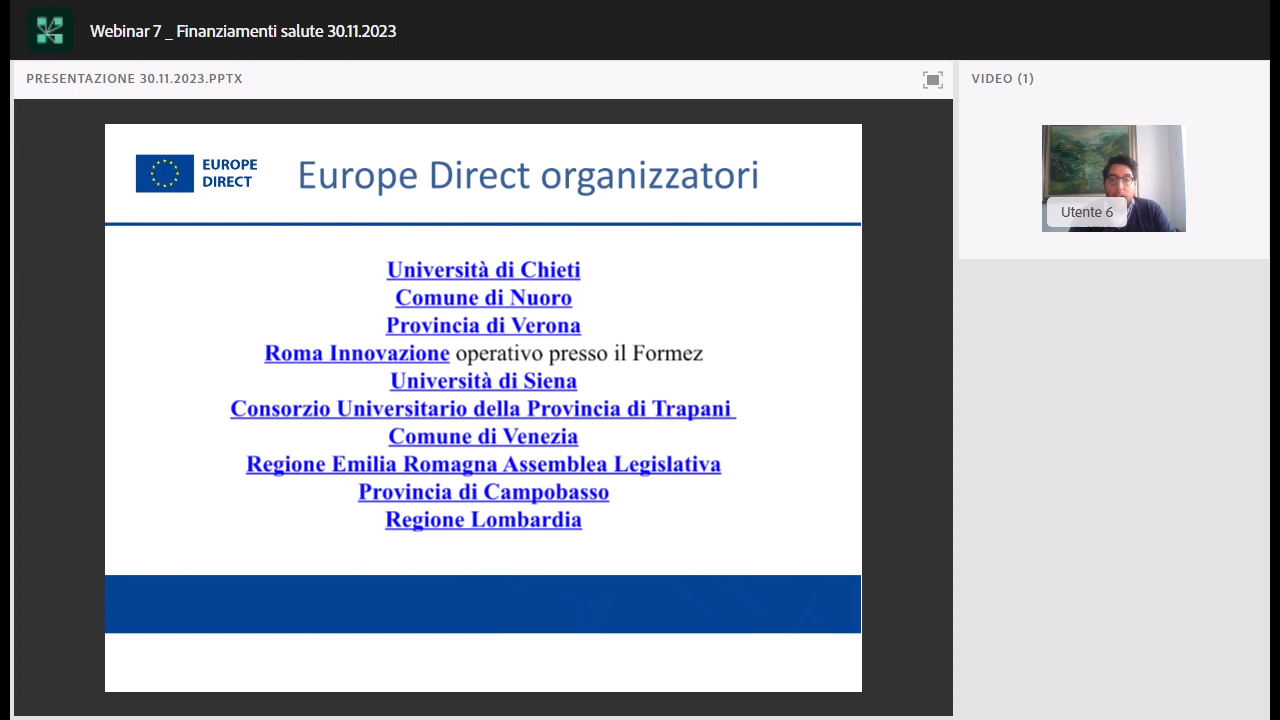 Webinar 7 _ Finanziamenti salute 30.11.2023
PRESENTAZIONE 30.11.2023.PPTX
VIDEO (1)
EUROPE
DIRECT
Europe Direct organizzatori
Utente 6
Università di Chieti
Comune di Nuoro
Provincia di Verona
Roma Innovazione operativo presso il Formez
Università di Siena
Consorzio Universitario della Provincia di Trapani
Comune di Venezia
Regione Emilia Romagna Assemblea Legislativa
Provincia di Campobasso
Regione Lombardia